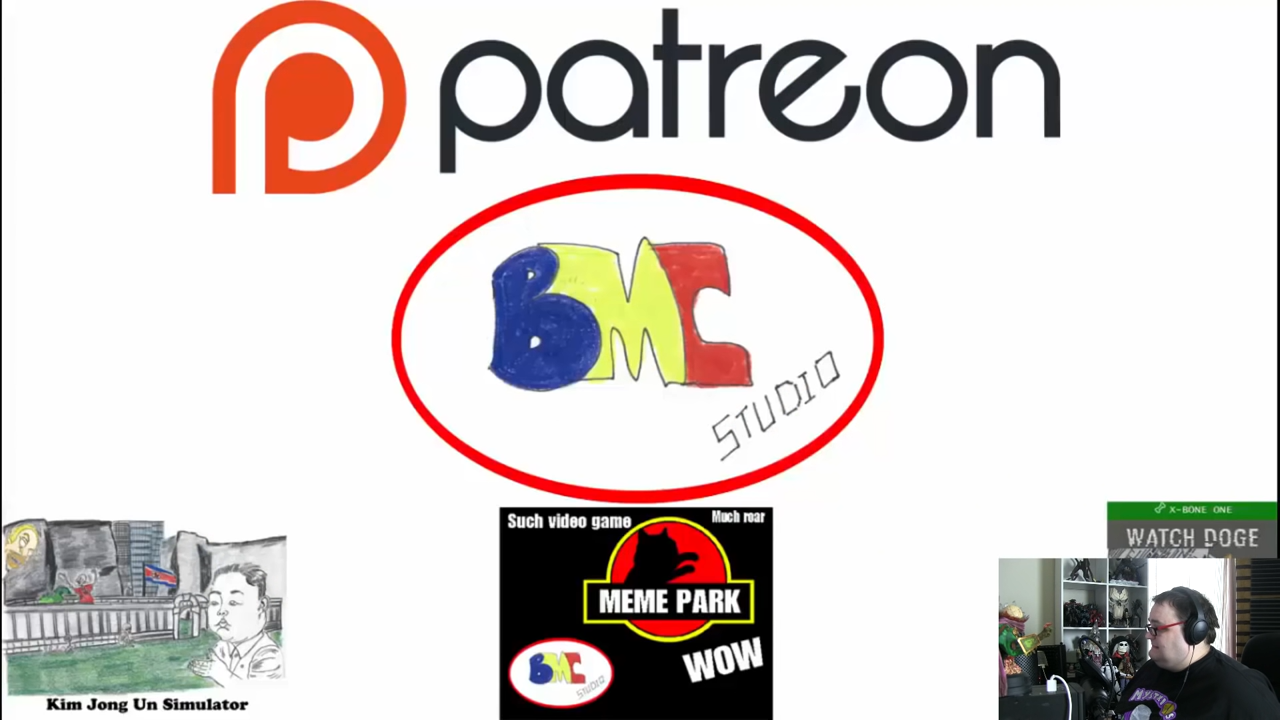 patreon
BMC
STUDIO
Such video game
Much roar
MEME PARK
BMC
STUDIO
WOW
Kim Jong Un Simulator
X-BONE ONE
WATCH DOGE